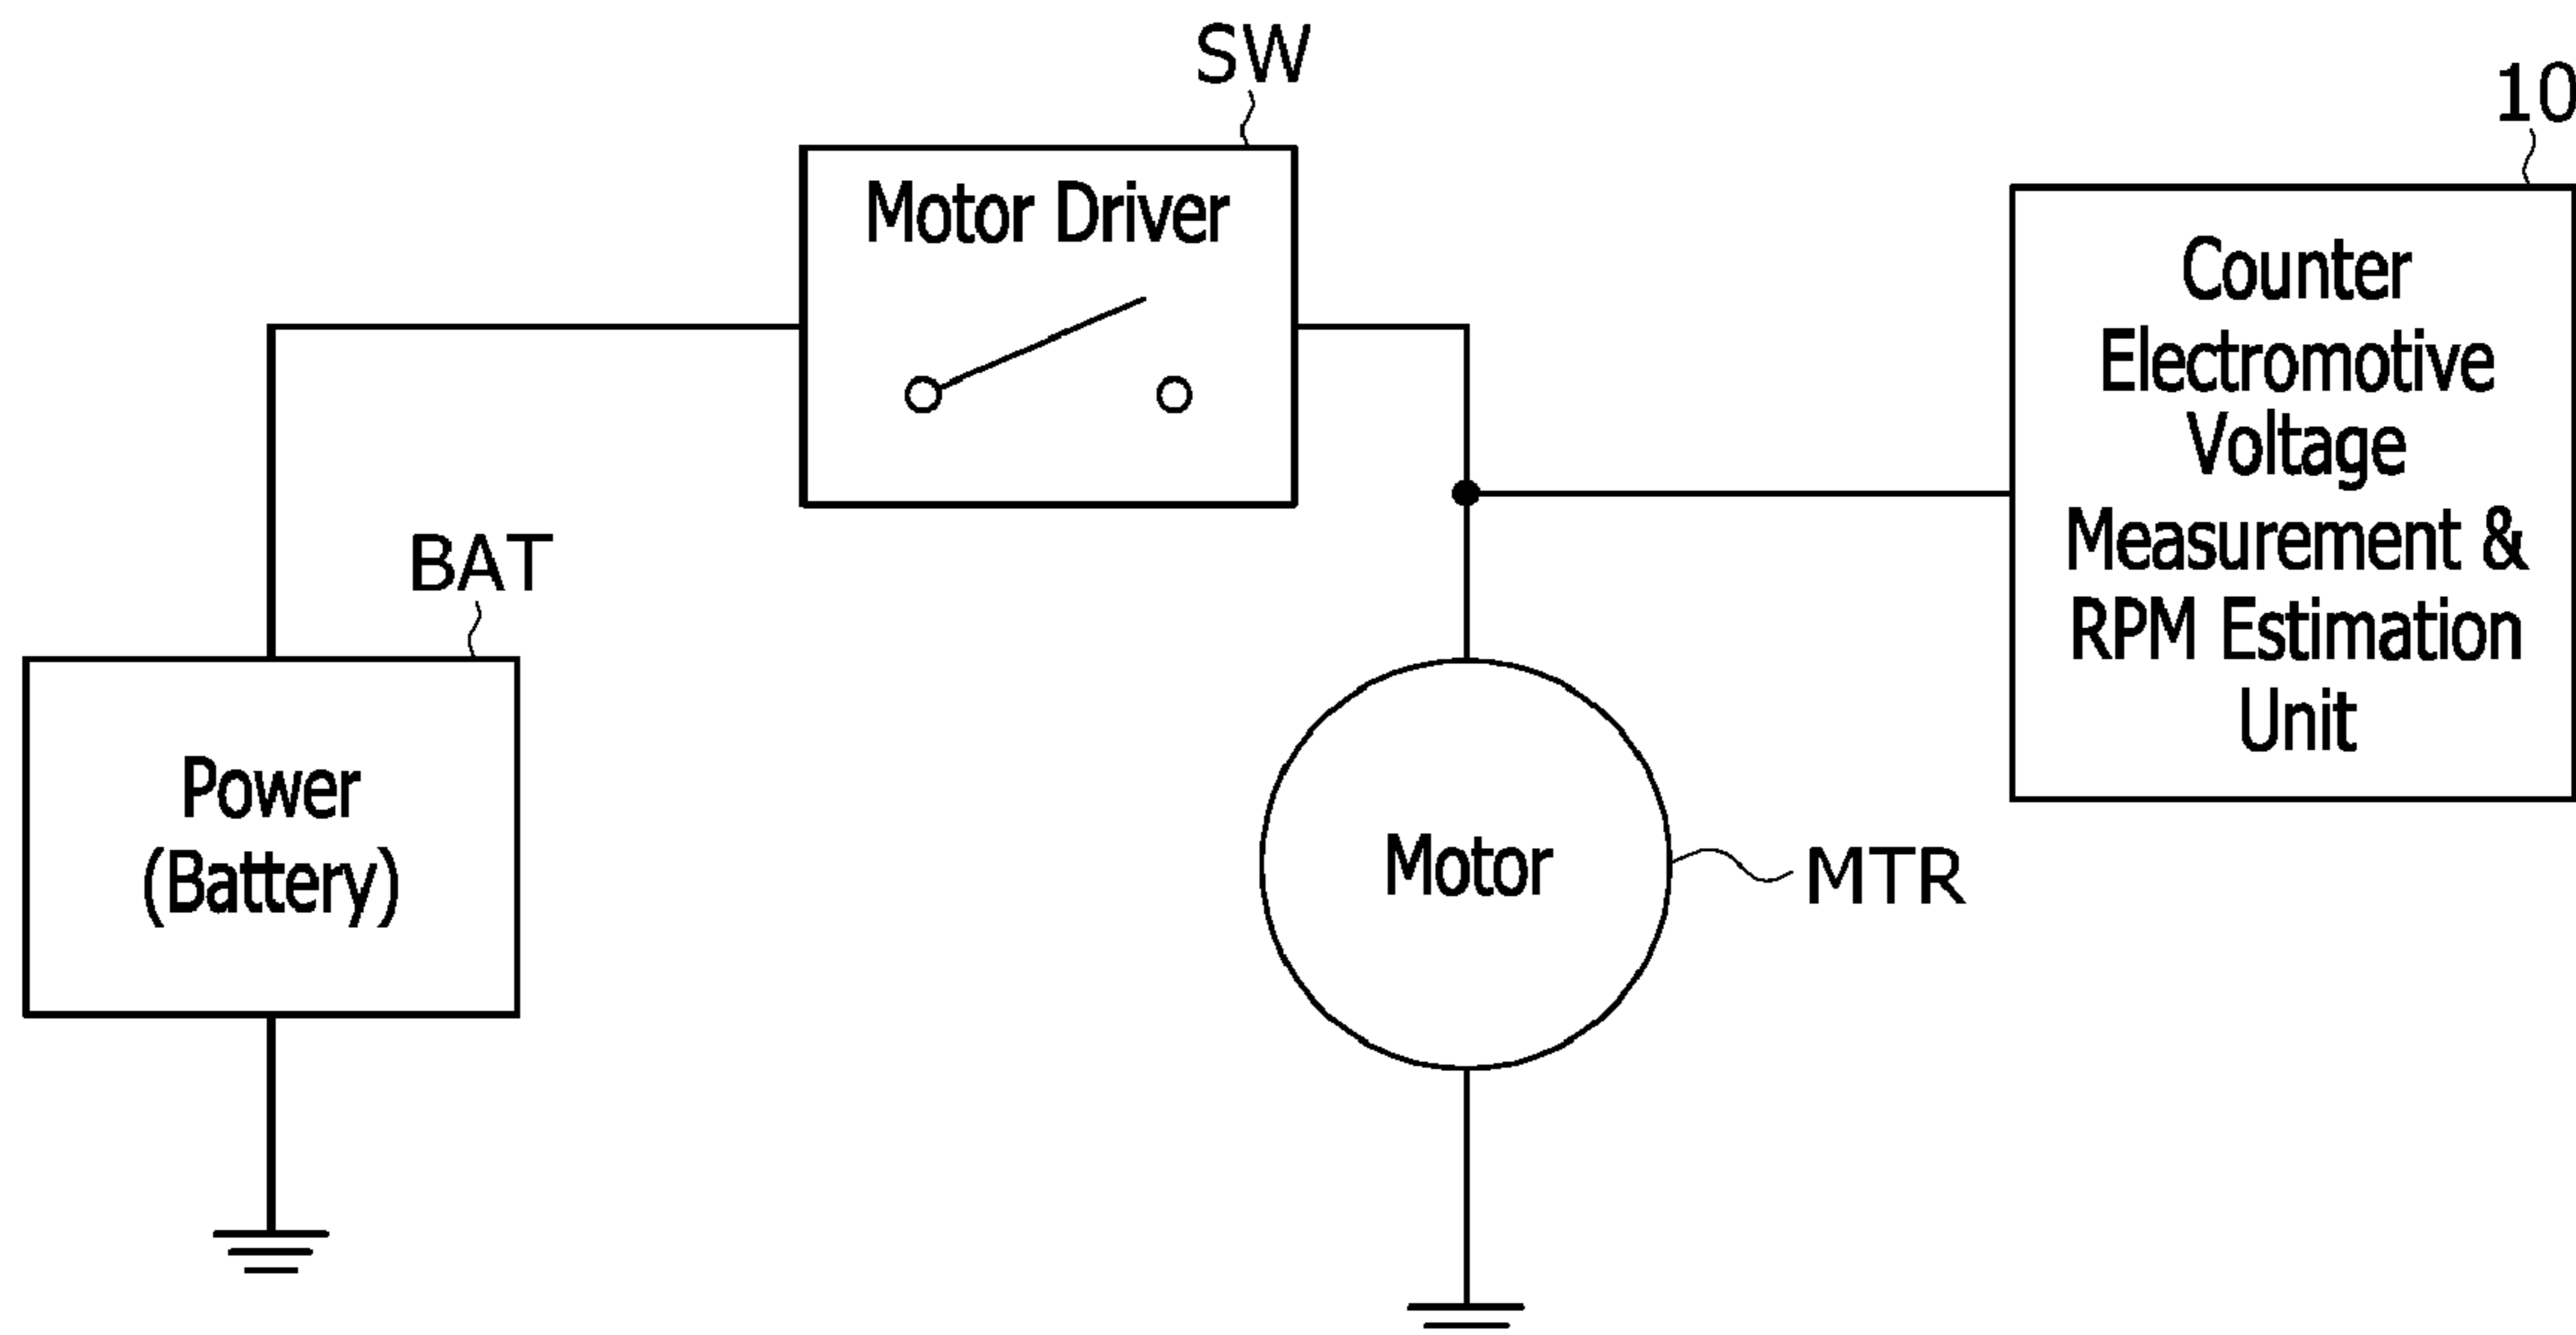 SW
10
Motor Driver
Counter
Electromotive
Voltage
Measurement &
RPM Estimation
Unit
BAT
Power
(Battery)
Motor
MTR